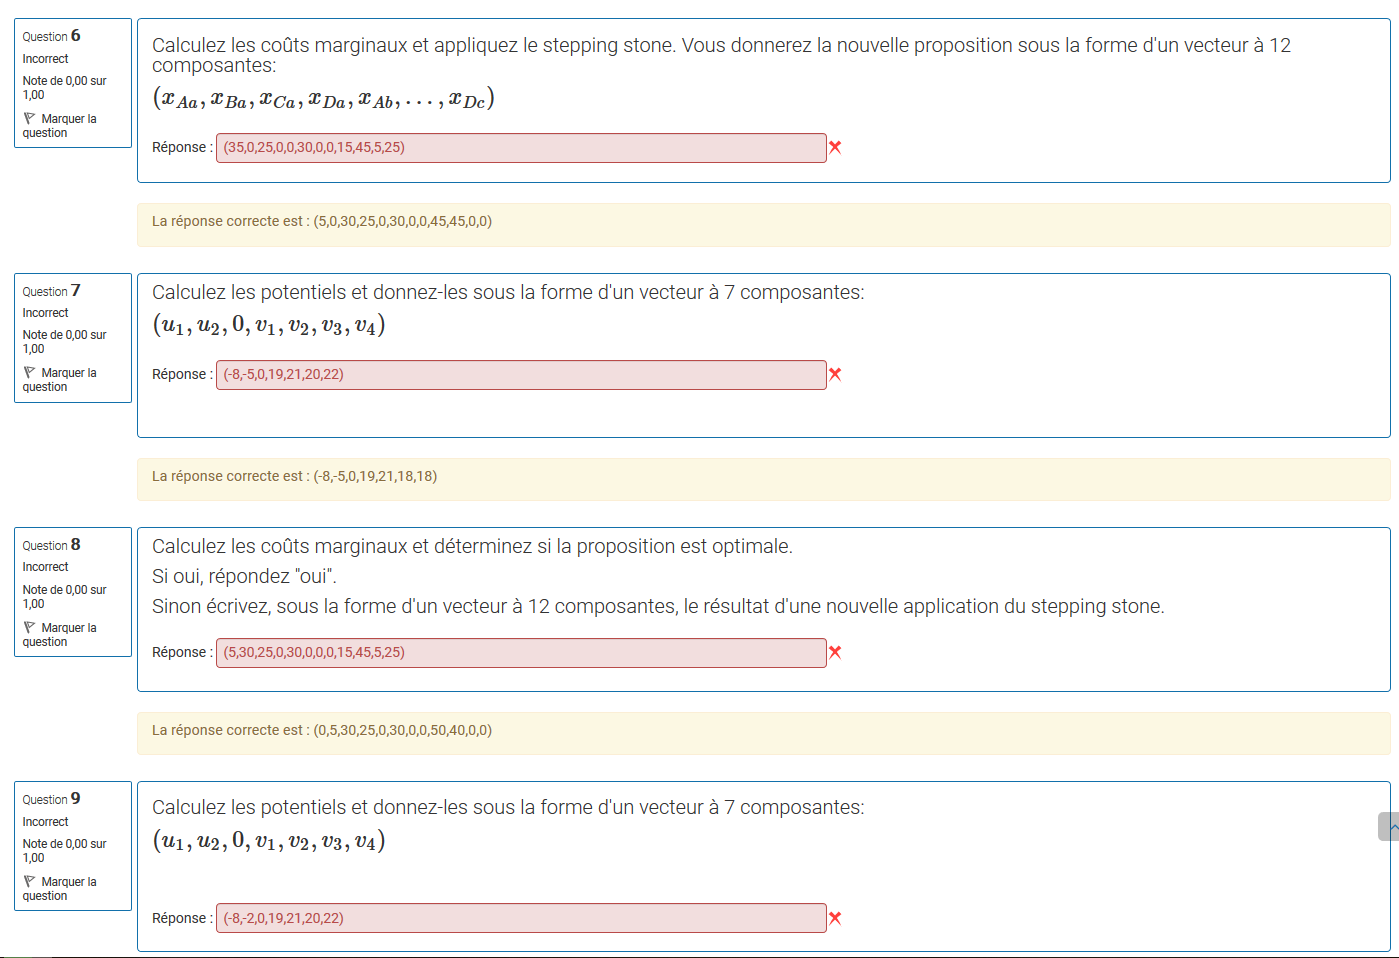 Question 6
Incorrect
Note de 0,00 sur
1,00
Marquer la
question
Calculez les coûts marginaux et appliquez le stepping stone. Vous donnerez la nouvelle proposition sous la forme d'un vecteur à 12
composantes:
(x_{Aa}, x_{Ba}, x_{Ca}, x_{Da}, x_{Ab}, . . . , x_{Dc})
Réponse : (35,0,25,0,0,30,0,0,15,45,5,25)
La réponse correcte est : (5,0,30,25,0,30,0,0,45,45,0,0)
Question 7
Incorrect
Note de 0,00 sur
1,00
Marquer la
question
Calculez les potentiels et donnez-les sous la forme d'un vecteur à 7 composantes:
(u_1, u_2, 0, v_1, v_2, v_3, v_4)
Réponse : (-8,-5,0,19,21,20,22)
La réponse correcte est : (-8,-5,0,19,21,18,18)
Question 8
Incorrect
Note de 0,00 sur
1,00
Marquer la
question
Calculez les coûts marginaux et déterminez si la proposition est optimale.
Si oui, répondez "oui".
Sinon écrivez, sous la forme d'un vecteur à 12 composantes, le résultat d'une nouvelle application du stepping stone.
Réponse : (5,30,25,0,30,0,0,0,15,45,5,25)
La réponse correcte est : (0,5,30,25,0,30,0,0,50,40,0,0)
Question 9
Incorrect
Note de 0,00 sur
1,00
Marquer la
question
Calculez les potentiels et donnez-les sous la forme d'un vecteur à 7 composantes:
(u_1, u_2, 0, v_1, v_2, v_3, v_4)
Réponse : (-8,-2,0,19,21,20,22)